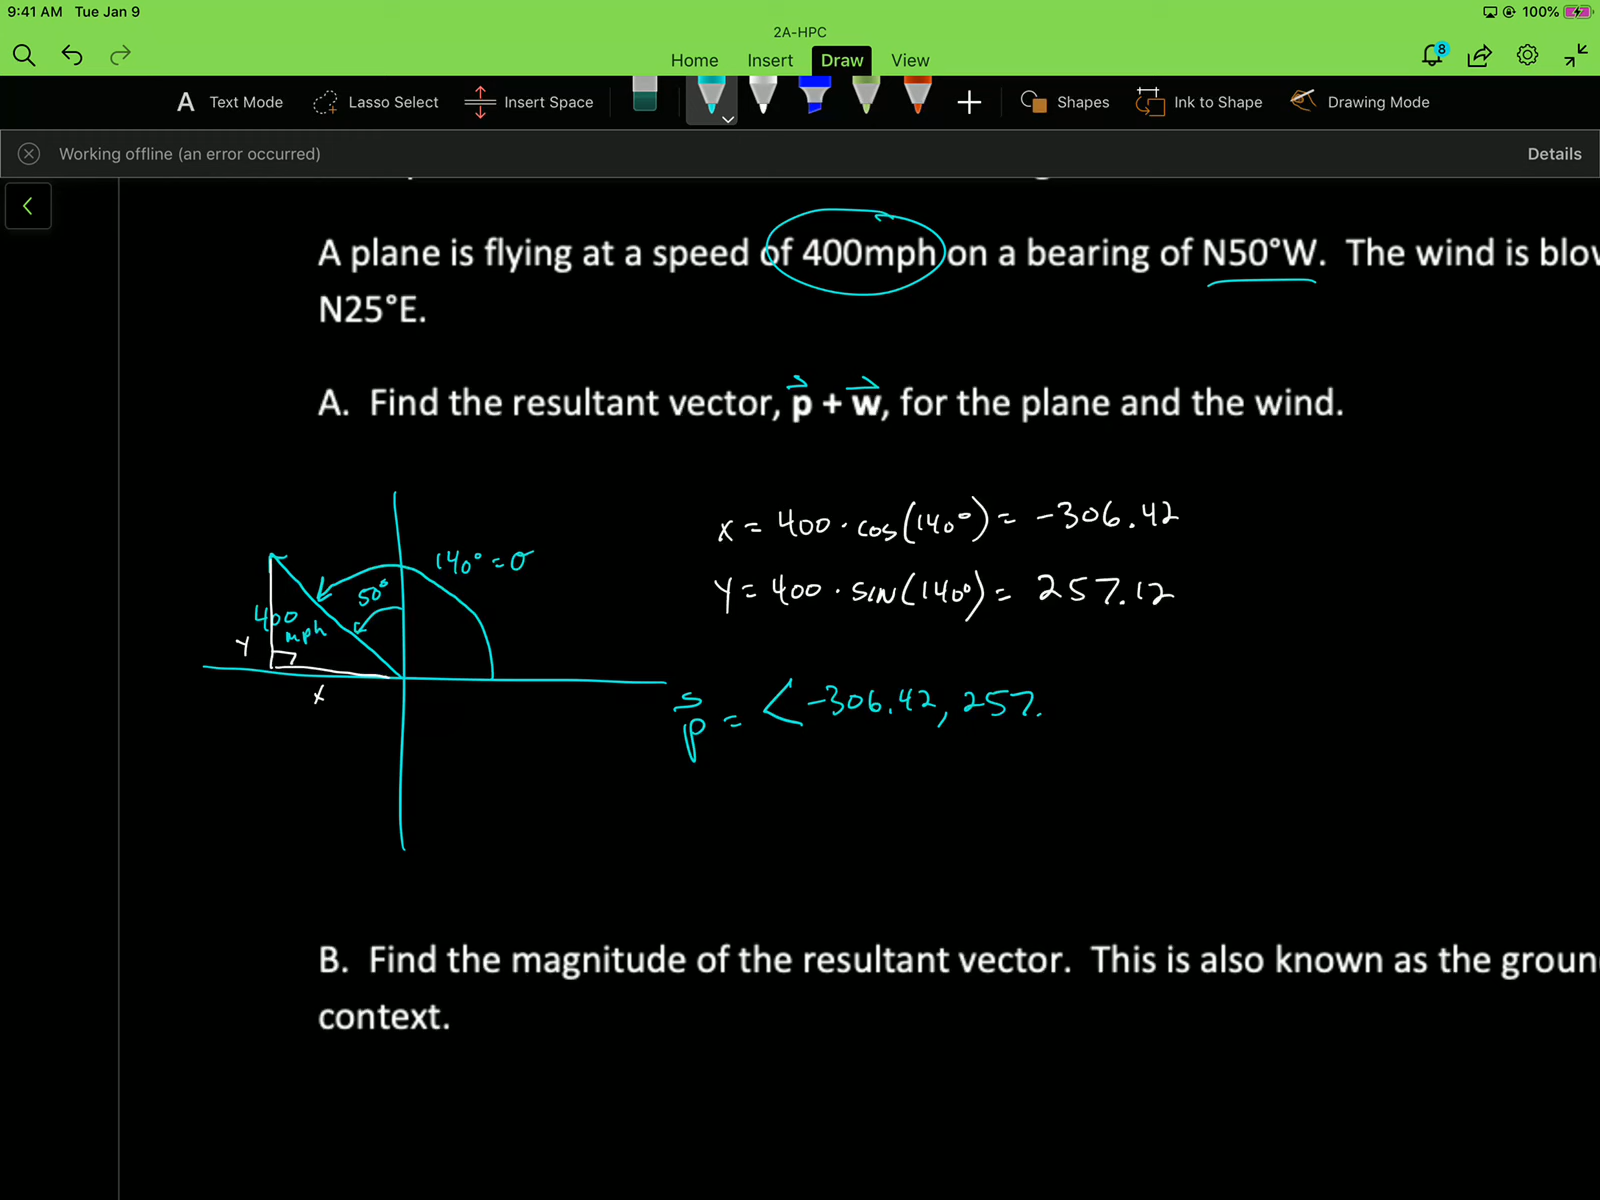 9:41 AM Tue Jan 9
100%
2A-HPC
Home Insert Draw View
8
A Text Mode Lasso Select Insert Space Shapes Ink to Shape Drawing Mode
Working offline (an error occurred) Details
A plane is flying at a speed of 400mph on a bearing of N50°W. The wind is blow
N25°E.
A. Find the resultant vector, p + w, for the plane and the wind.
x = 400 · cos(140°) = -306.42
140° = θ
50°
y = 400 · sin(140°) = 257.12
400
mph
y
x
p = < -306.42, 257.
B. Find the magnitude of the resultant vector. This is also known as the groun
context.